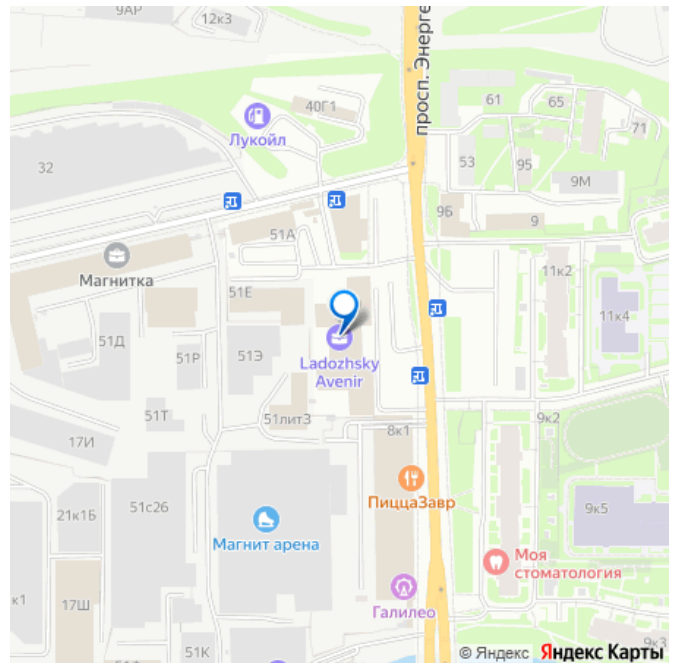 9АР
12к3
просп. Энерге
40Г1
Лукойл
61
65
71
32
53
95
9М
9Б
9
51А
Магнитка
11к2
51Е
11к4
51Д
51Р
51Э
Ladozhsky
Avenir
51Т
51лит3
8к1
9к2
17И
ПиццаЗавр
51с26
21к1Б
9к5
Магнит арена
Моя
стоматология
к1
17Ш
Галилео
51К
9к3
© Яндекс Яндекс Карты